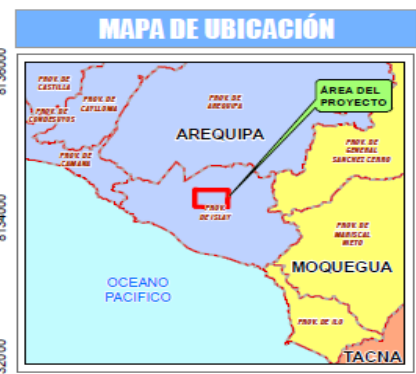 MAPA DE UBICACIÓN
PROV. DE
CASTILLA
PROV. DE
CAYLLOMA
PROV. DE
CONDESUYOS
PROV. DE
CAMANA
PROV. DE
AREQUIPA
AREQUIPA
ÁREA DEL
PROYECTO
PROV. DE
GENERAL
SANCHEZ CERRO
PROV.
DE ISLAY
PROV. DE
MARISCAL
NIETO
MOQUEGUA
OCEANO
PACIFICO
PROV. DE ILO
TACNA